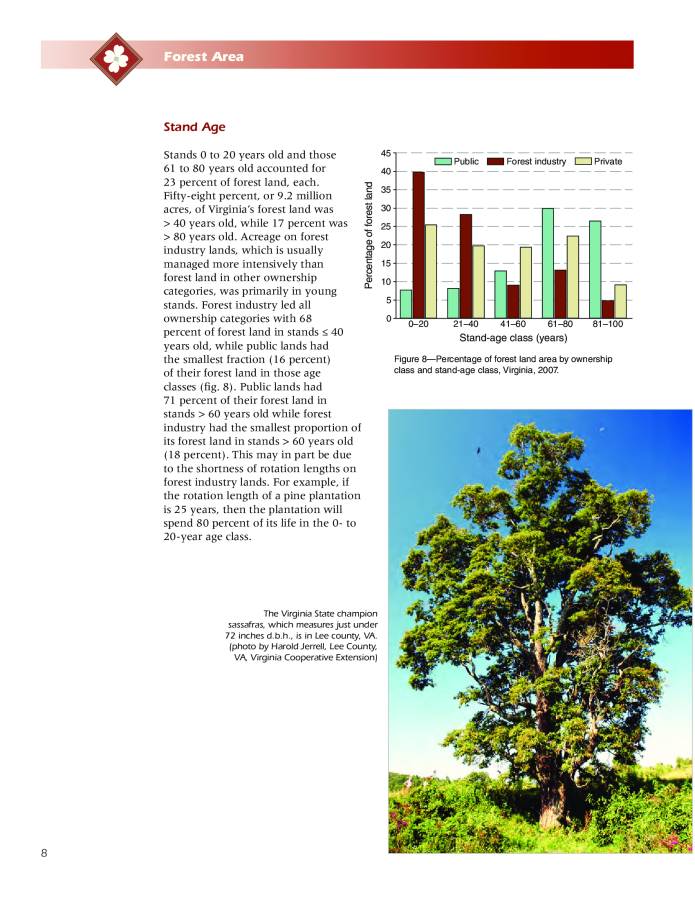 Forest Area
Stand Age
Stands 0 to 20 years old and those
61 to 80 years old accounted for
23 percent of forest land, each.
Fifty-eight percent, or 9.2 million
acres, of Virginia's forest land was
> 40 years old, while 17 percent was
> 80 years old. Acreage on forest
industry lands, which is usually
managed more intensively than
forest land in other ownership
categories, was primarily in young
stands. Forest industry led all
ownership categories with 68
percent of forest land in stands ≤ 40
years old, while public lands had
the smallest fraction (16 percent)
of their forest land in those age
classes (fig. 8). Public lands had
71 percent of their forest land in
stands > 60 years old while forest
industry had the smallest proportion of
its forest land in stands > 60 years old
(18 percent). This may in part be due
to the shortness of rotation lengths on
forest industry lands. For example, if
the rotation length of a pine plantation
is 25 years, then the plantation will
spend 80 percent of its life in the 0- to
20-year age class.
Public Forest industry Private
Percentage of forest land
45
40
35
30
25
20
15
10
5
0
0–20 21–40 41–60 61–80 81–100
Stand-age class (years)
Figure 8—Percentage of forest land area by ownership
class and stand-age class, Virginia, 2007.
The Virginia State champion
sassafras, which measures just under
72 inches d.b.h., is in Lee county, VA.
(photo by Harold Jerrell, Lee County,
VA, Virginia Cooperative Extension)
8